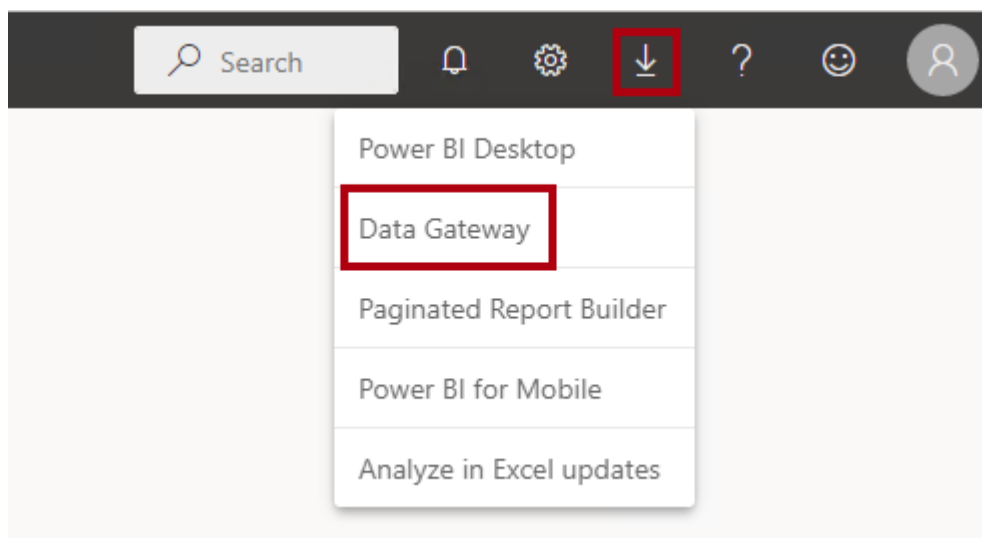 Search
?
Power BI Desktop
Data Gateway
Paginated Report Builder
Power BI for Mobile
Analyze in Excel updates